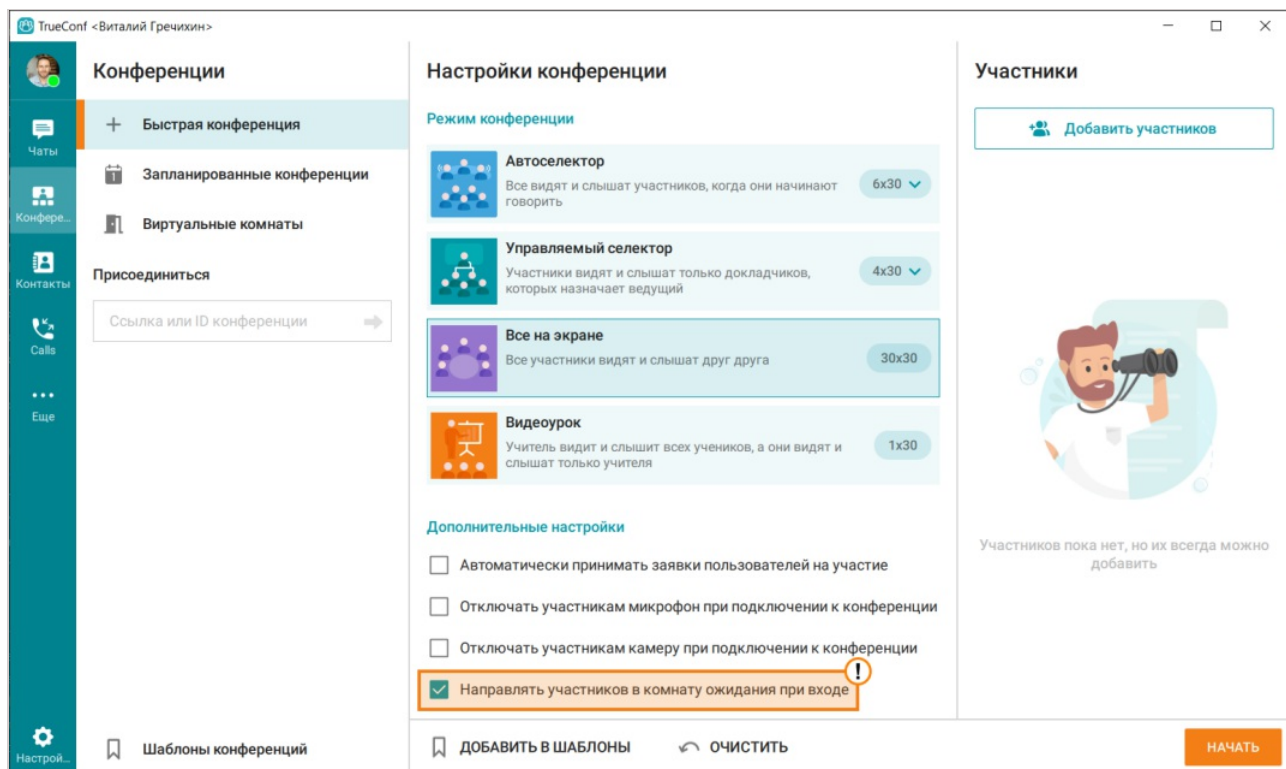 TrueConf <Виталий Гречихин>
Чаты
Конфере...
Контакты
Calls
Еще
Настрой...
Конференции
Быстрая конференция
1
Запланированные конференции
Виртуальные комнаты
Присоединиться
Ссылка или ID конференции
Шаблоны конференций
Настройки конференции
Режим конференции
Автоселектор
Все видят и слышат участников, когда они начинают
говорить
6x30
Управляемый селектор
Участники видят и слышат только докладчиков,
которых назначает ведущий
4x30
Все на экране
Все участники видят и слышат друг друга
30x30
Видеоурок
Учитель видит и слышит всех учеников, а они видят и
слышат только учителя
1x30
Дополнительные настройки
Автоматически принимать заявки пользователей на участие
Отключать участникам микрофон при подключении к конференции
Отключать участникам камеру при подключении к конференции
Направлять участников в комнату ожидания при входе
!
ДОБАВИТЬ В ШАБЛОНЫ
ОЧИСТИТЬ
Участники
Добавить участников
Участников пока нет, но их всегда можно
добавить
НАЧАТЬ